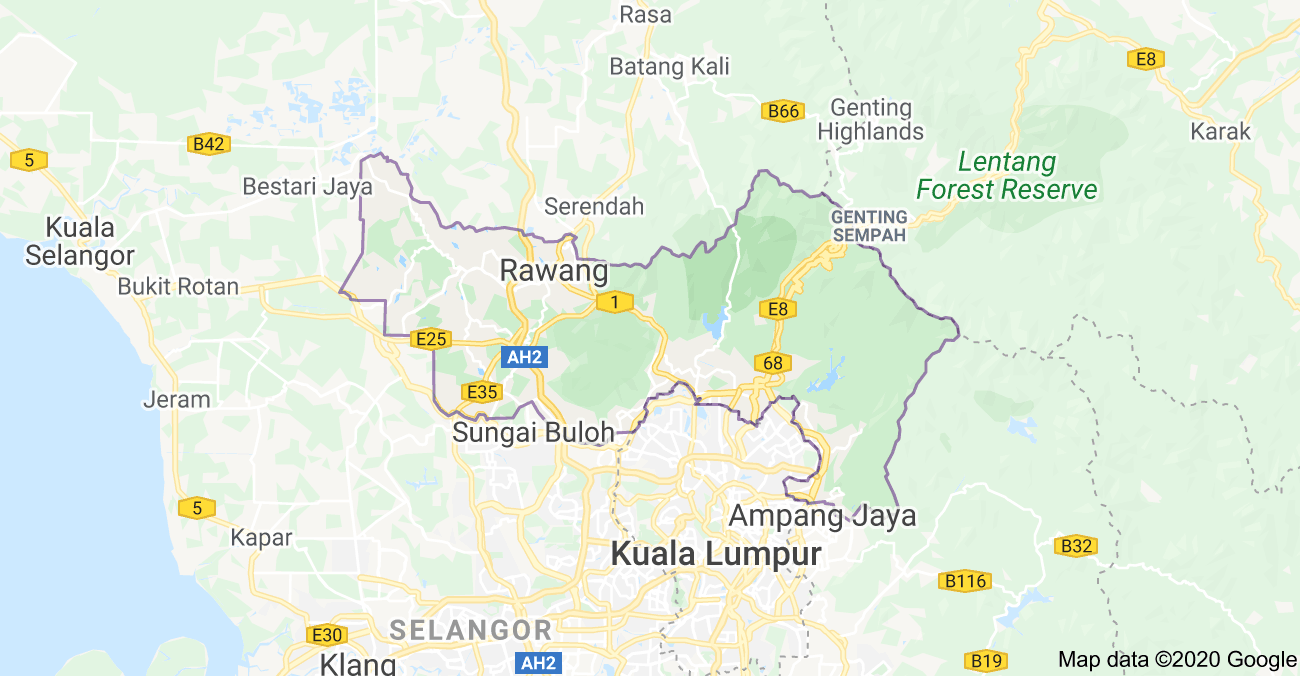 Rasa
Batang Kali
E8
B66
Genting
Highlands
Karak
B42
5
Lentang
Forest Reserve
Bestari Jaya
Serendah
GENTING
SEMPAH
Kuala
Selangor
Rawang
Bukit Rotan
1
E8
E25
AH2
68
E35
Jeram
Sungai Buloh
5
Ampang Jaya
Kapar
Kuala Lumpur
B32
B116
E30
SELANGOR
Klang
AH2
B19
Map data ©2020 Google